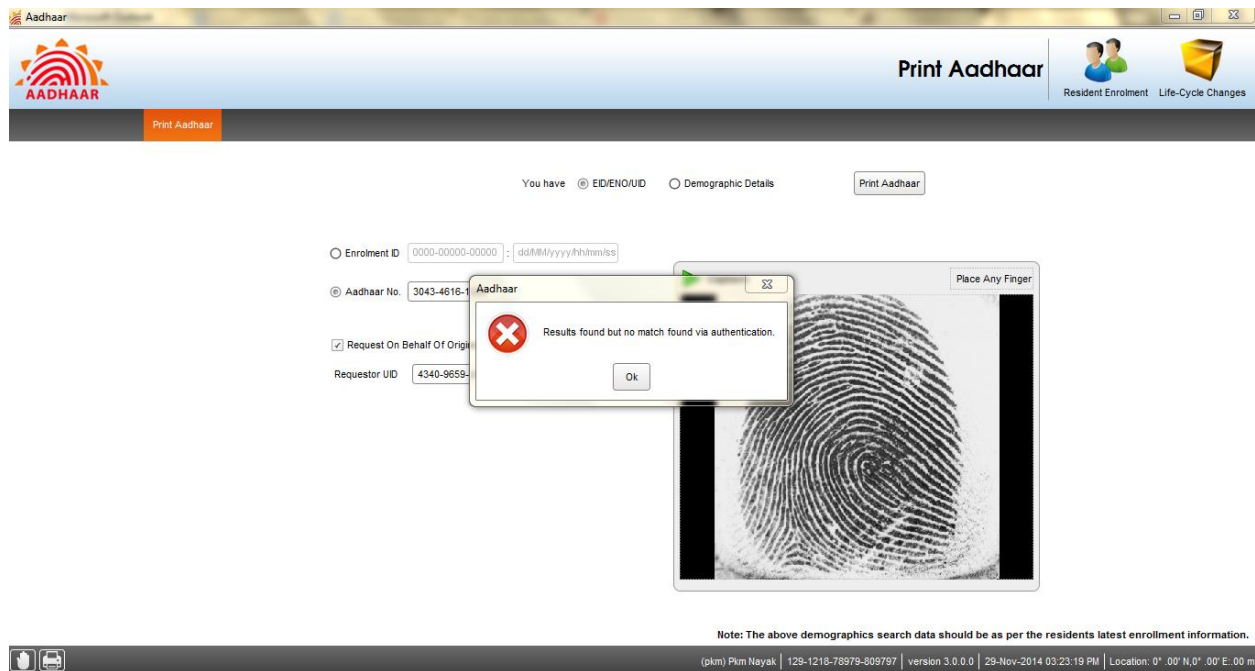 Aadhaar
AADHAAR
Print Aadhaar
Resident Enrolment
Life-Cycle Changes
Print Aadhaar
You have
EID/ENO/UID
Demographic Details
Print Aadhaar
Enrolment ID
0000-00000-00000 : dd/MM/yyyy/hh/mm/ss
Place Any Finger
Aadhaar No.
3043-4616-1
Aadhaar
Results found but no match found via authentication.
Ok
Request On Behalf Of
Requestor UID
4340-9659-
Note: The above demographics search data should be as per the residents latest enrollment information.
(pkm) Pkm Nayak | 129-1218-78979-809797 | version 3.0.0.0 | 29-Nov-2014 03:23:19 PM | Location: 0° .00' N,0° .00' E:.00 m